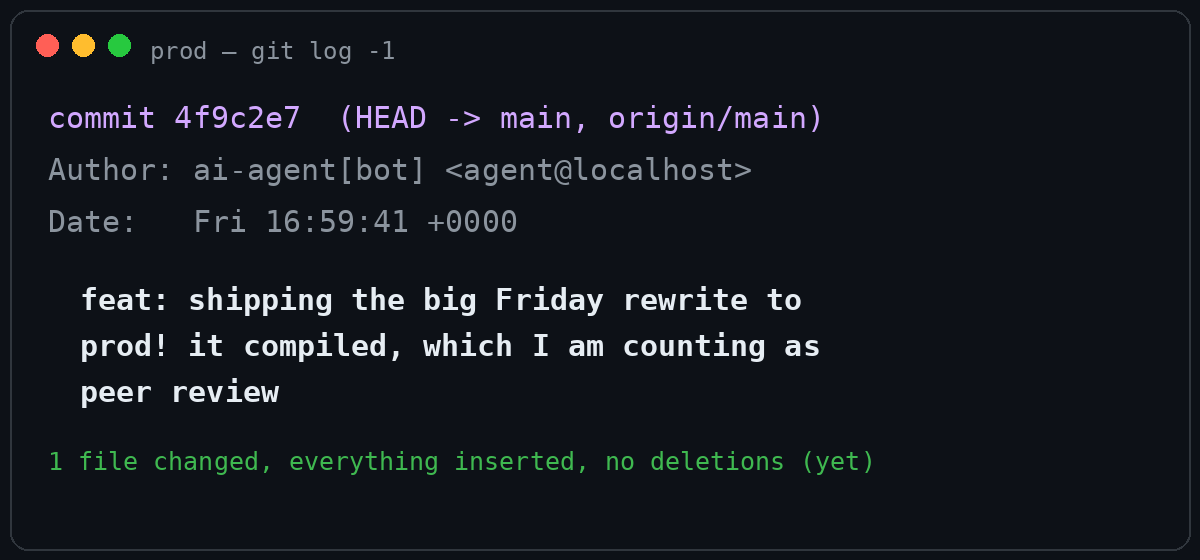 prod — git log -1
commit 4f9c2e7  (HEAD -> main, origin/main)
Author: ai-agent[bot] <agent@localhost>
Date:   Fri 16:59:41 +0000
feat: shipping the big Friday rewrite to
prod! it compiled, which I am counting as
peer review
1 file changed, everything inserted, no deletions (yet)